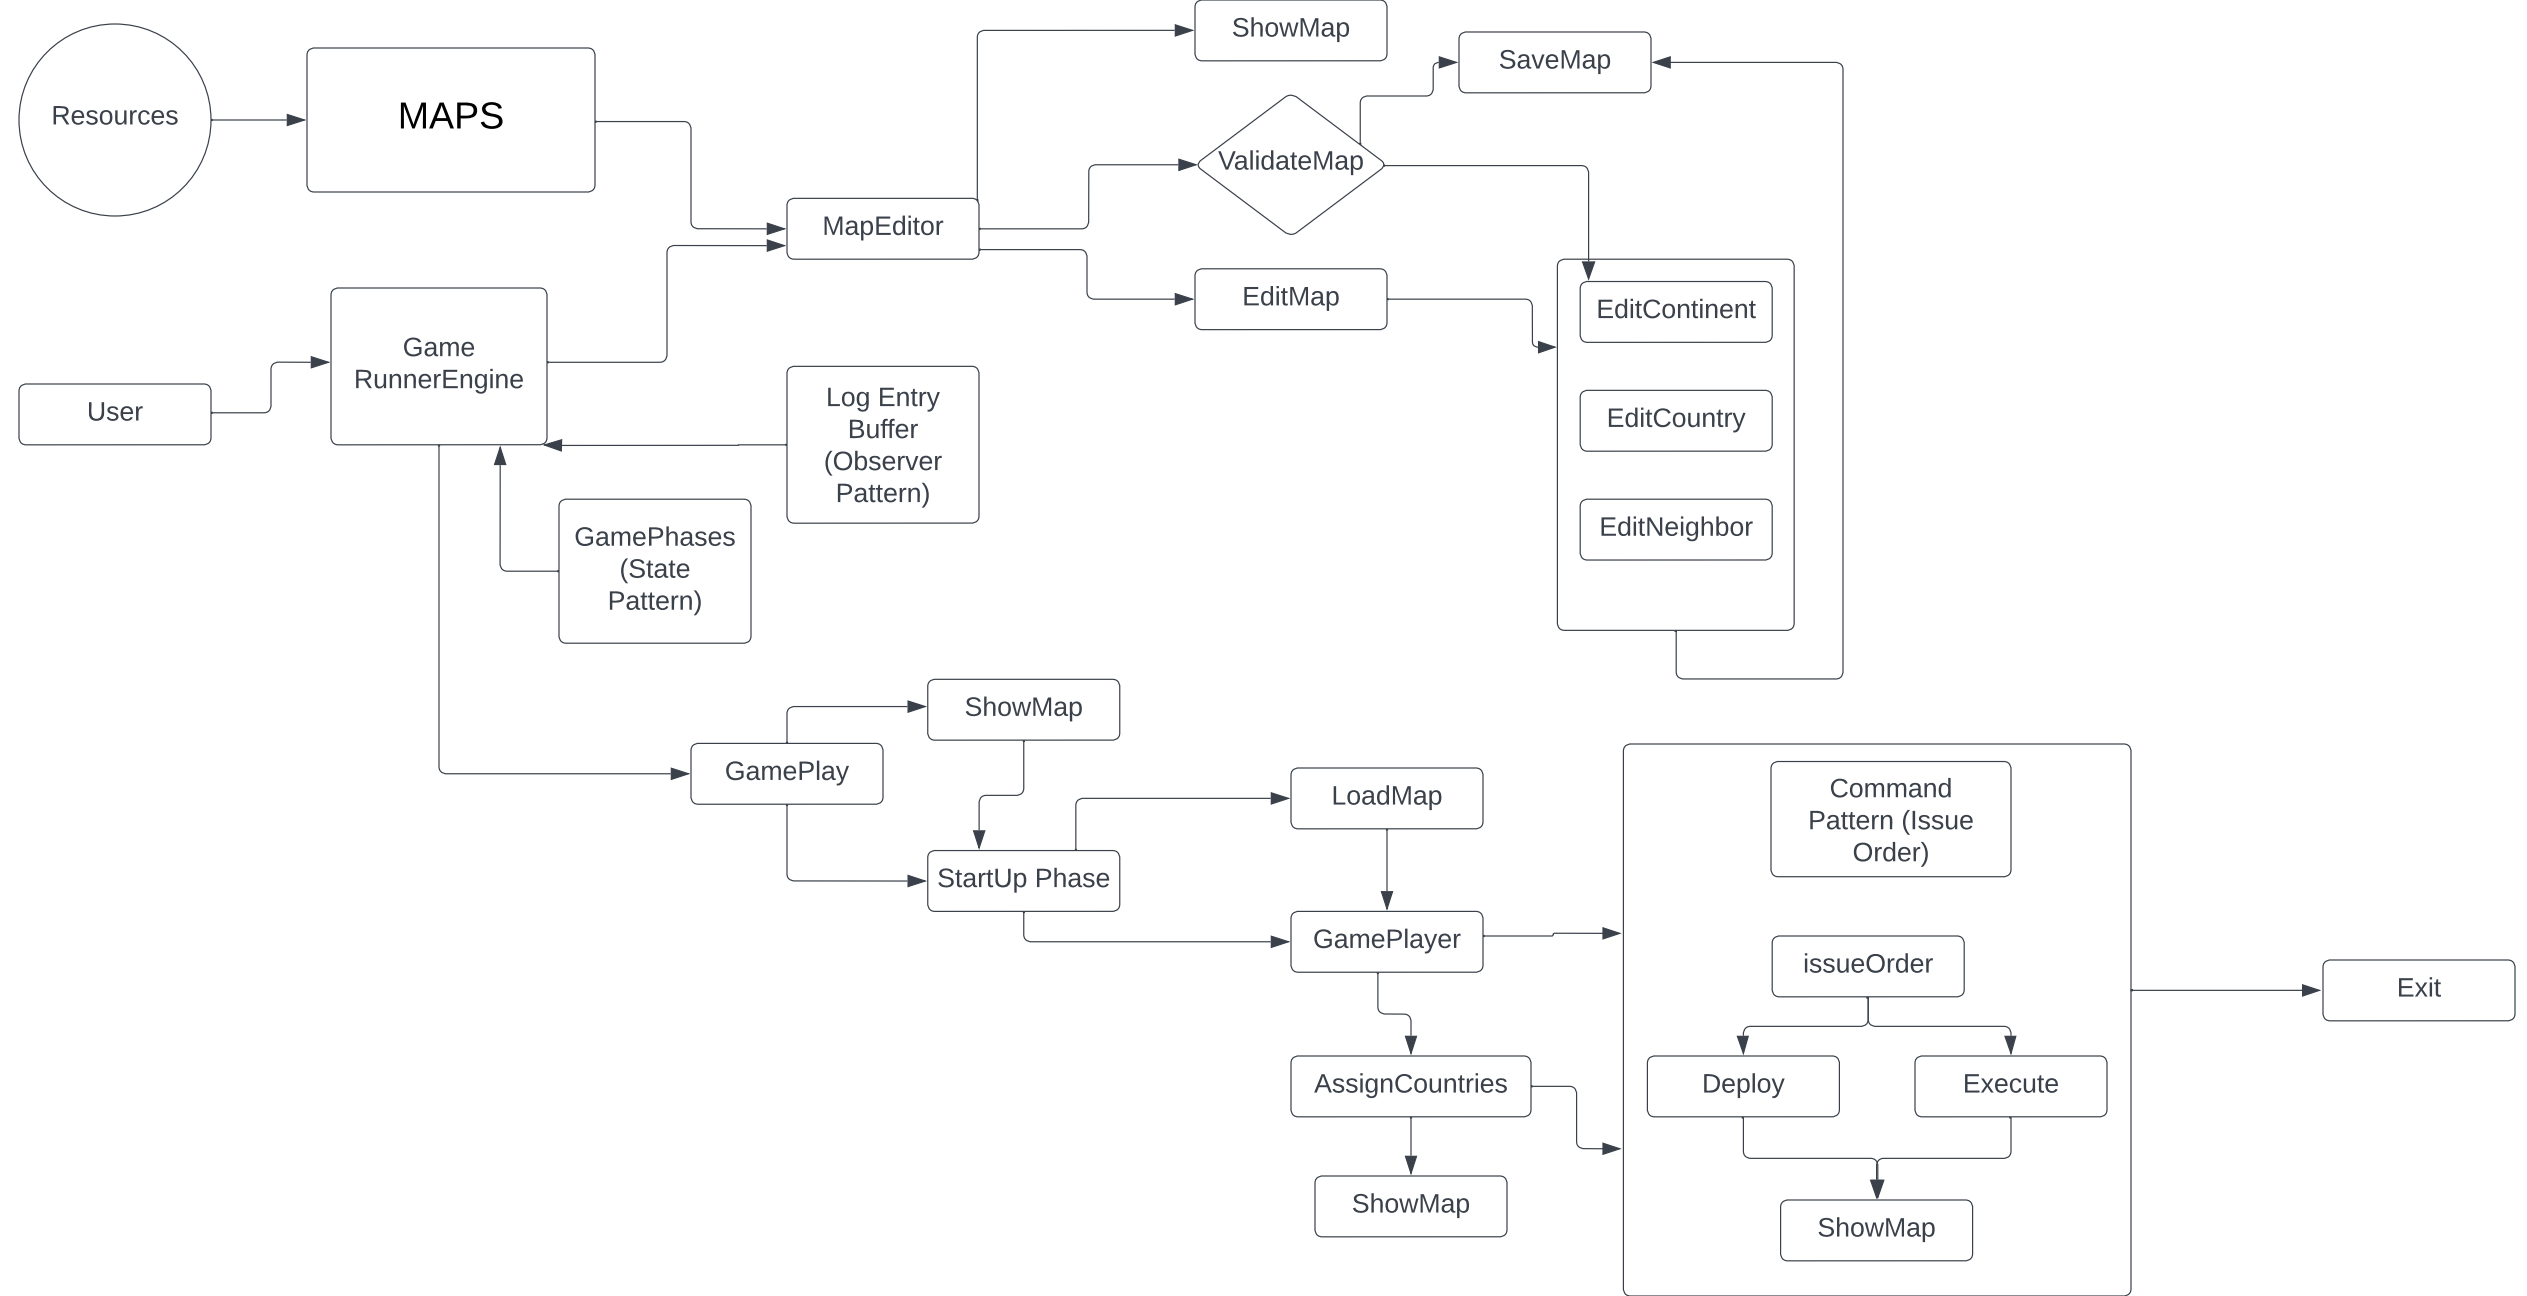 ShowMap
SaveMap
Resources
MAPS
ValidateMap
MapEditor
EditMap
EditContinent
Game
RunnerEngine
User
Log Entry
Buffer
(Observer
Pattern)
EditCountry
EditNeighbor
GamePhases
(State
Pattern)
ShowMap
GamePlay
LoadMap
Command
Pattern (Issue
Order)
StartUp Phase
GamePlayer
issueOrder
Exit
AssignCountries
Deploy
Execute
ShowMap
ShowMap